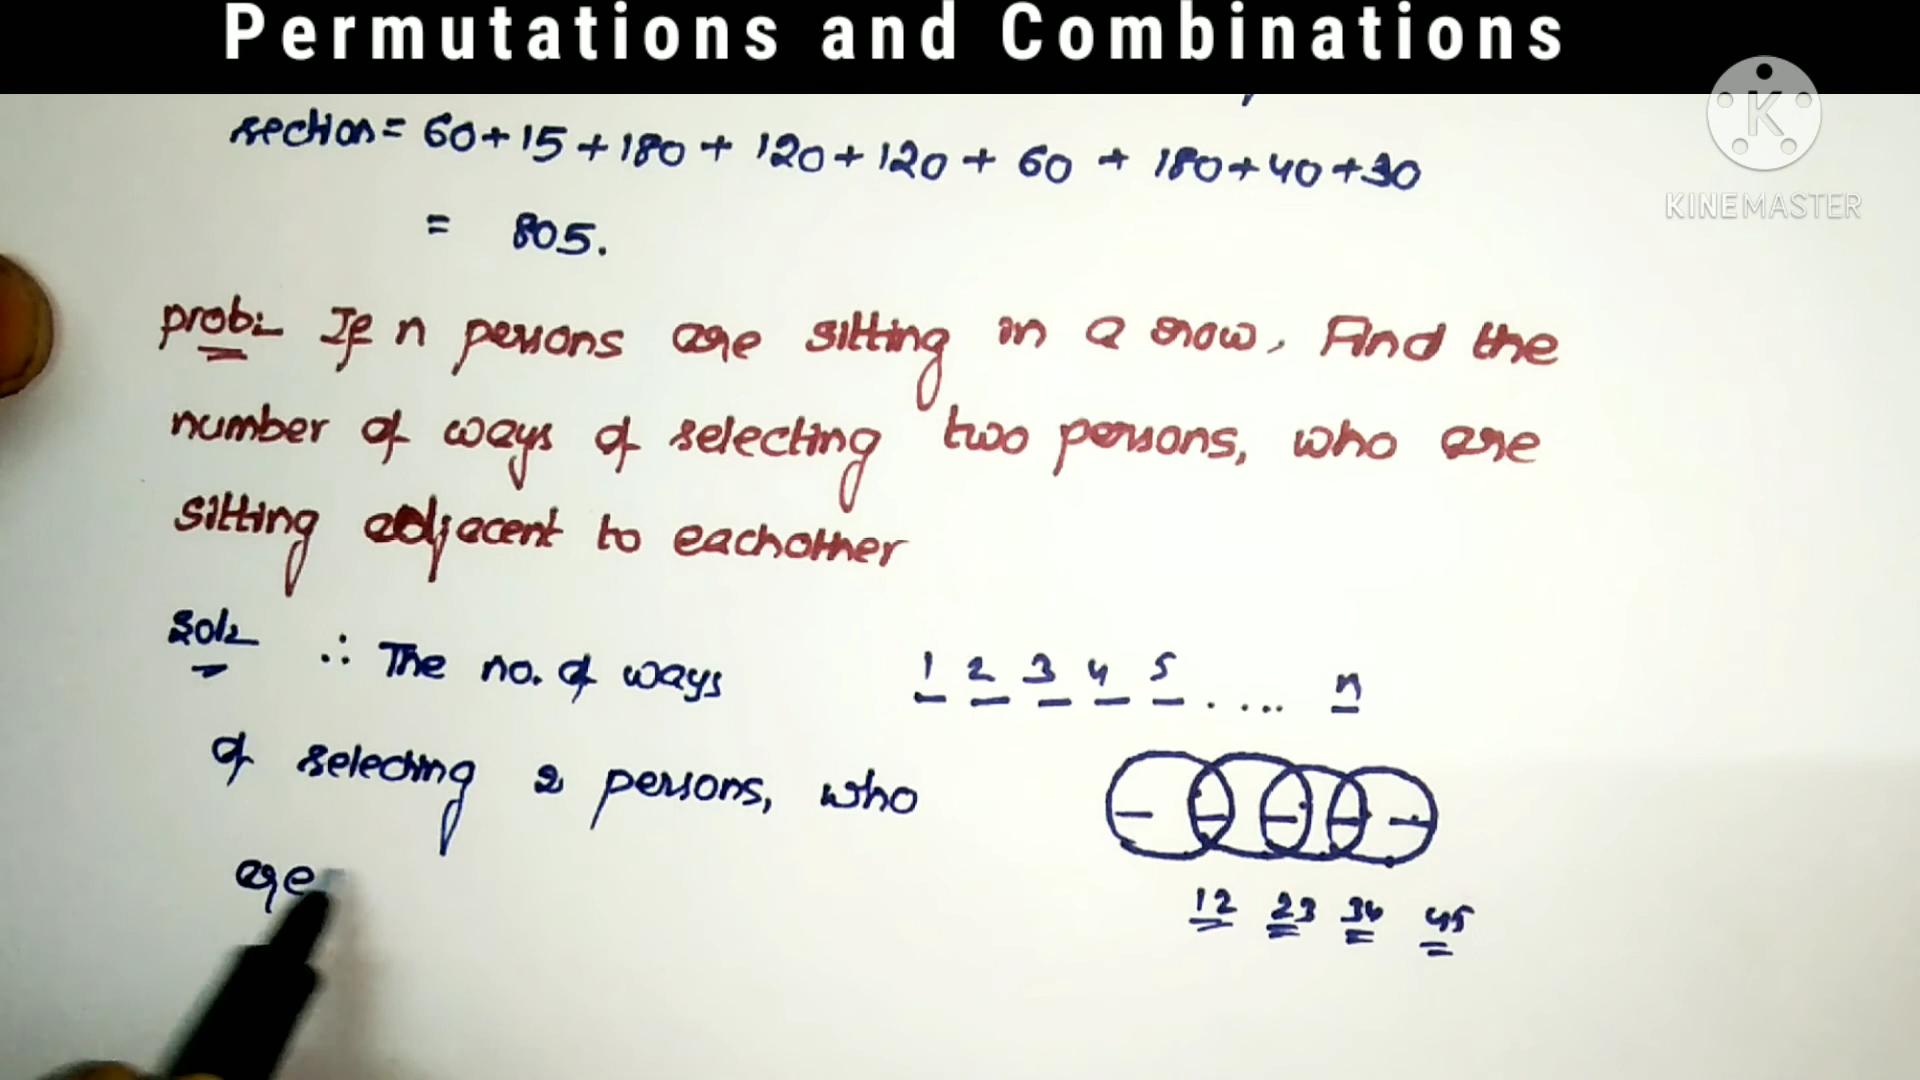 Permutations and Combinations
K
KINEMASTER
section = 60+15+180+120+120+60+180+40+30
= 805.
prob:- If n persons are sitting in a row, Find the
number of ways of selecting two persons, who are
sitting adjacent to eachother
Sol:- ∴ The no. of ways
1 2 3 4 5 ..... n
of selecting 2 persons, who
are
12 23 34 45